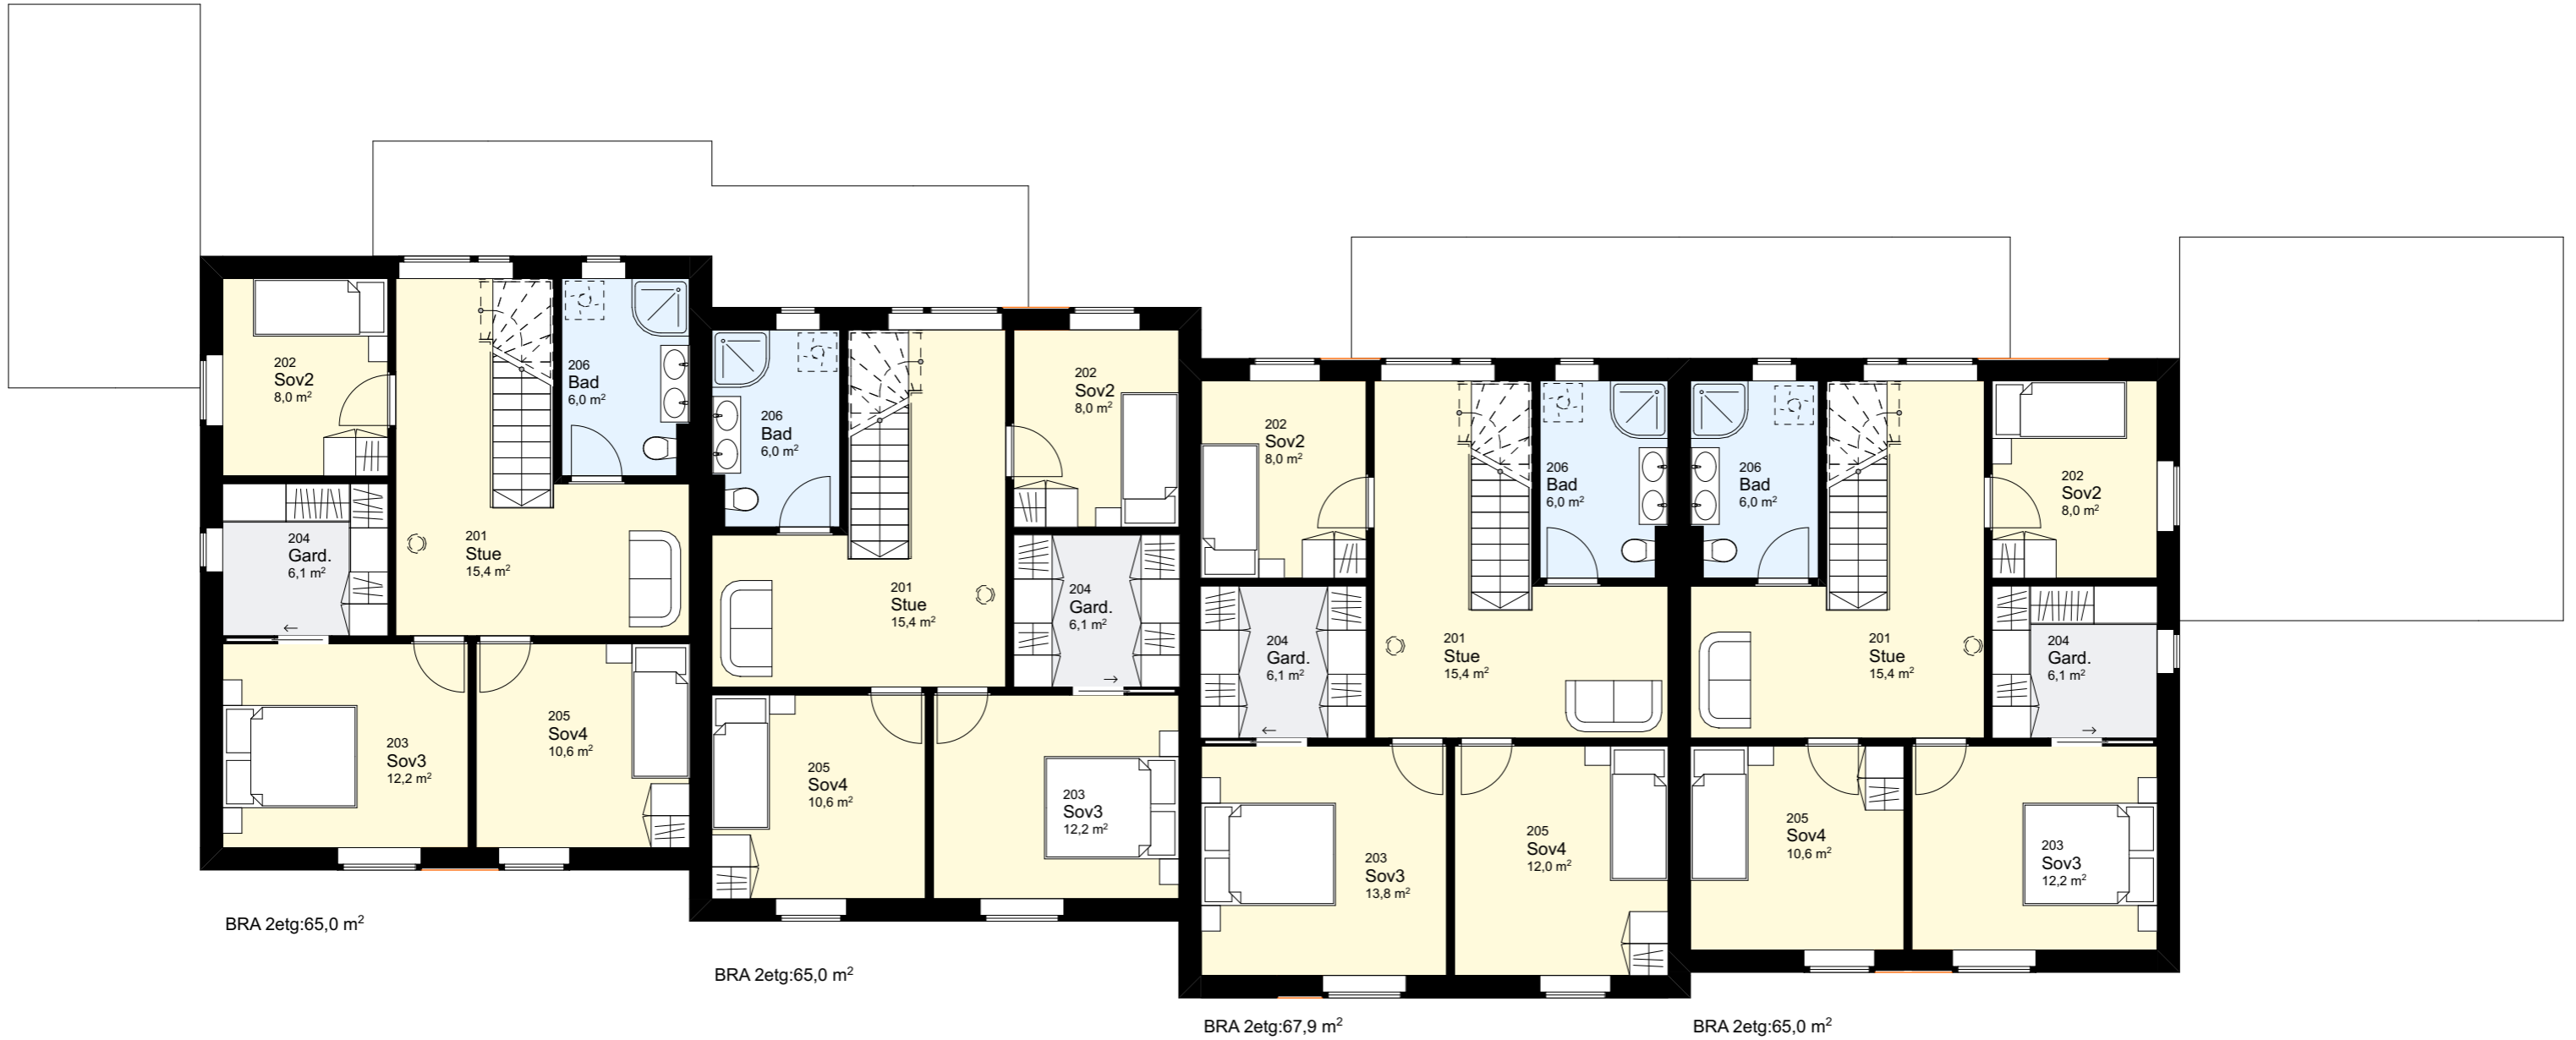 202
Sov2
8,0 m²
206
Bad
6,0 m²
204
Gard.
6,1 m²
201
Stue
15,4 m²
203
Sov3
12,2 m²
205
Sov4
10,6 m²
BRA 2etg:65,0 m²
206
Bad
6,0 m²
202
Sov2
8,0 m²
201
Stue
15,4 m²
204
Gard.
6,1 m²
205
Sov4
10,6 m²
203
Sov3
12,2 m²
BRA 2etg:65,0 m²
202
Sov2
8,0 m²
206
Bad
6,0 m²
204
Gard.
6,1 m²
201
Stue
15,4 m²
203
Sov3
13,8 m²
205
Sov4
12,0 m²
BRA 2etg:67,9 m²
206
Bad
6,0 m²
202
Sov2
8,0 m²
201
Stue
15,4 m²
204
Gard.
6,1 m²
205
Sov4
10,6 m²
203
Sov3
12,2 m²
BRA 2etg:65,0 m²